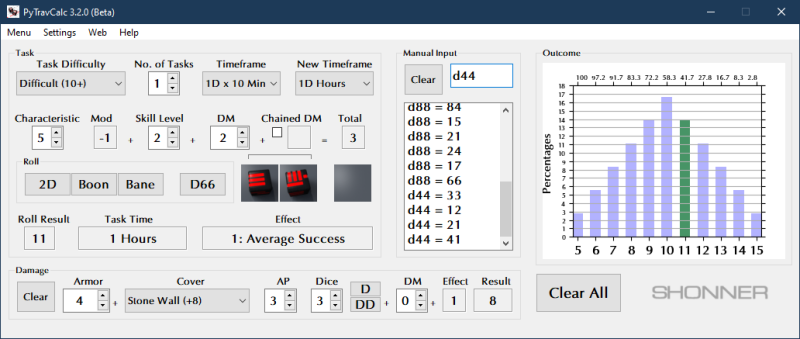 PyTravCalc 3.2.0 (Beta)
Menu Settings Web Help
Task
Task Difficulty No. of Tasks Timeframe New Timeframe
Difficult (10+) 1 1D x 10 Min 1D Hours
Characteristic Mod Skill Level DM Chained DM Total
5 -1 + 2 + 2 + = 3
Roll
2D Boon Bane D66
Roll Result Task Time Effect
11 1 Hours 1: Average Success
Manual Input
Clear d44
d88 = 84
d88 = 15
d88 = 21
d88 = 24
d88 = 17
d88 = 66
d44 = 33
d44 = 12
d44 = 21
d44 = 41
Outcome
100 97.2 91.7 83.3 72.2 58.3 41.7 27.8 16.7 8.3 2.8
Percentages
18
17
16
15
14
13
12
11
10
9
8
7
6
5
4
3
2
1
0
5 6 7 8 9 10 11 12 13 14 15
Damage
Armor Cover AP Dice D DM Effect Result
Clear 4 + Stone Wall (+8) 3 3 DD + 0 + 1 8
Clear All SHONNER